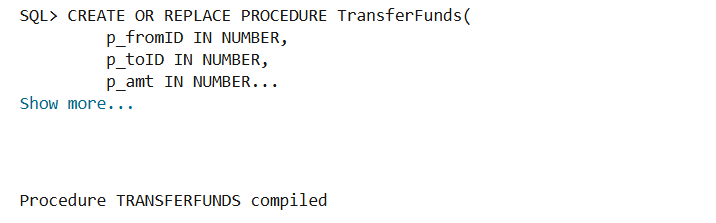 SQL> CREATE OR REPLACE PROCEDURE TransferFunds(
        p_fromID IN NUMBER,
        p_toID IN NUMBER,
        p_amt IN NUMBER...
Show more...
Procedure TRANSFERFUNDS compiled